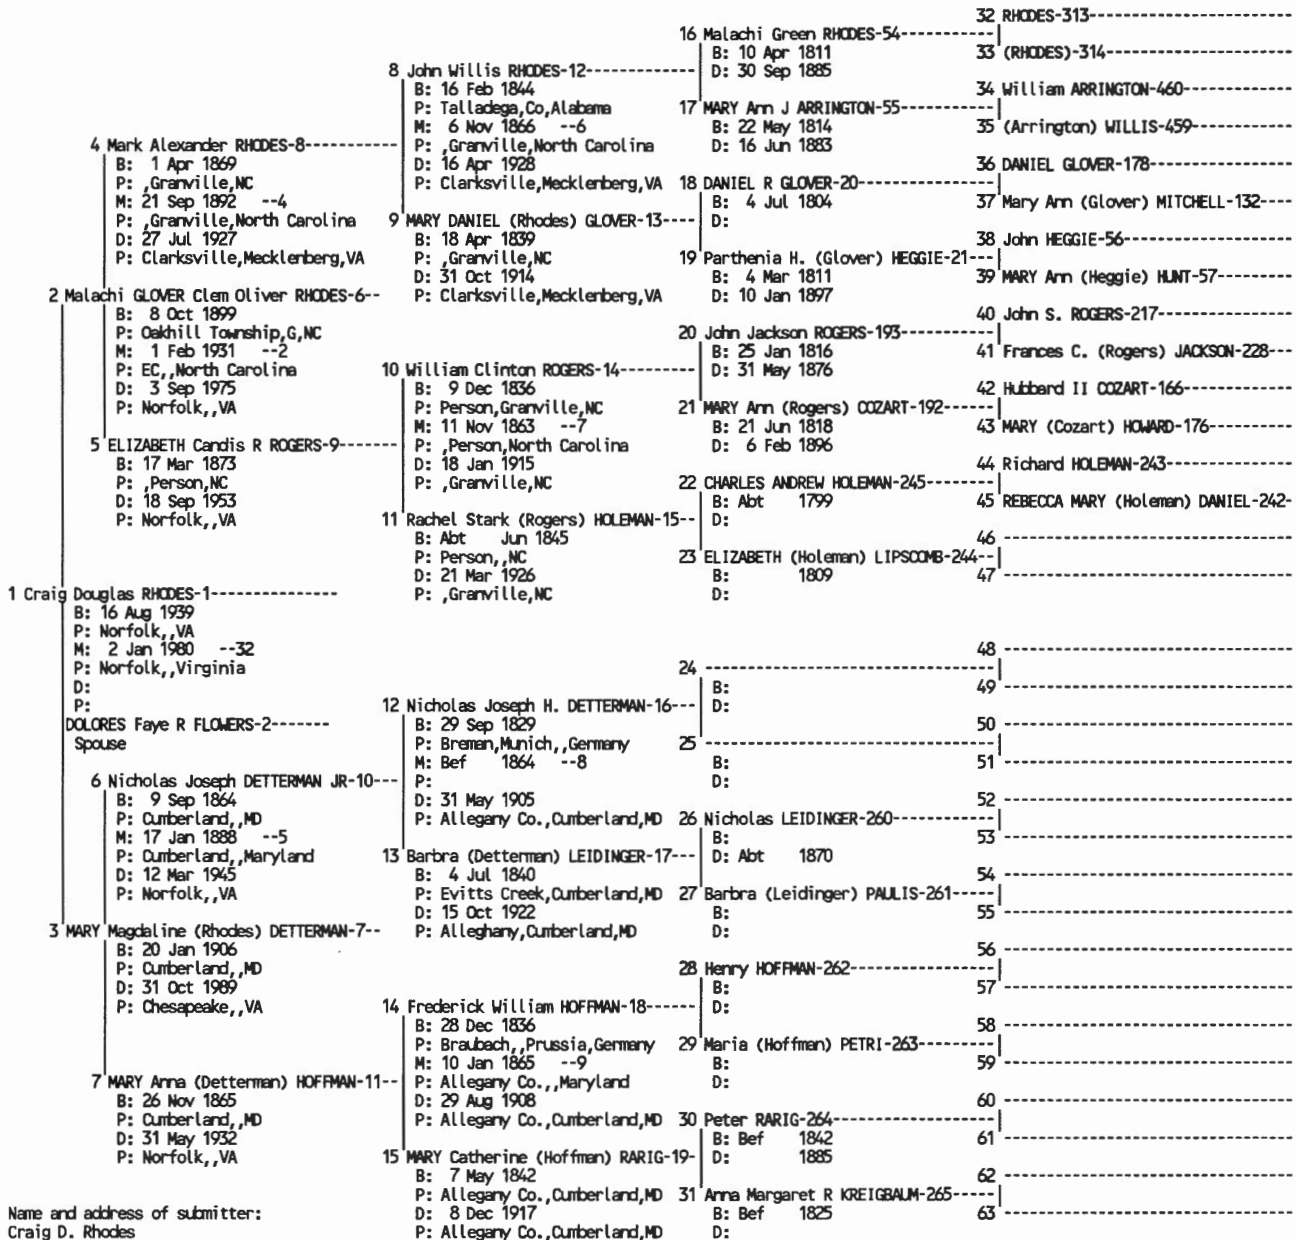 1 Craig Douglas RHODES-1---------------
B: 16 Aug 1939
P: Norfolk,,VA
M: 2 Jan 1980 --32
P: Norfolk,,Virginia
D:
P:
DOLORES Faye R FLOWERS-2-------
Spouse
2 Malachi GLOVER Clem Oliver RHODES-6--
B: 8 Oct 1899
P: Oakhill Township,G,NC
M: 1 Feb 1931 --2
P: EC,,North Carolina
D: 3 Sep 1975
P: Norfolk,,VA
3 MARY Magdaline (Rhodes) DETTERMAN-7--
B: 20 Jan 1906
P: Cumberland,,MD
D: 31 Oct 1989
P: Chesapeake,,VA
4 Mark Alexander RHODES-8-----------
B: 1 Apr 1869
P: ,Granville,NC
M: 21 Sep 1892 --4
P: ,Granville,North Carolina
D: 27 Jul 1927
P: Clarksville,Mecklenberg,VA
5 ELIZABETH Candis R ROGERS-9-------
B: 17 Mar 1873
P: ,Person,NC
D: 18 Sep 1953
P: Norfolk,,VA
6 Nicholas Joseph DETTERMAN JR-10---
B: 9 Sep 1864
P: Cumberland,,MD
M: 17 Jan 1888 --5
P: Cumberland,,Maryland
D: 12 Mar 1945
P: Norfolk,,VA
7 MARY Anna (Detterman) HOFFMAN-11--
B: 26 Nov 1865
P: Cumberland,,MD
D: 31 May 1932
P: Norfolk,,VA
8 John Willis RHODES-12-------------
B: 16 Feb 1844
P: Talladega,Co,Alabama
M: 6 Nov 1866 --6
P: ,Granville,North Carolina
D: 16 Apr 1928
P: Clarksville,Mecklenberg,VA
9 MARY DANIEL (Rhodes) GLOVER-13----
B: 18 Apr 1839
P: ,Granville,NC
D: 31 Oct 1914
P: Clarksville,Mecklenberg,VA
10 William Clinton ROGERS-14---------
B: 9 Dec 1836
P: Person,Granville,NC
M: 11 Nov 1863 --7
P: ,Person,North Carolina
D: 18 Jan 1915
P: ,Granville,NC
11 Rachel Stark (Rogers) HOLEMAN-15--
B: Abt Jun 1845
P: Person,,NC
D: 21 Mar 1926
P: ,Granville,NC
12 Nicholas Joseph H. DETTERMAN-16---
B: 29 Sep 1829
P: Breman,Munich,,Germany
M: Bef 1864 --8
P:
D: 31 May 1905
P: Allegany Co.,Cumberland,MD
13 Barbra (Detterman) LEIDINGER-17---
B: 4 Jul 1840
P: Evitts Creek,Cumberland,MD
D: 15 Oct 1922
P: Alleghany,Cumberland,MD
14 Frederick William HOFFMAN-18------
B: 28 Dec 1836
P: Braubach,,Prussia,Germany
M: 10 Jan 1865 --9
P: Allegany Co.,,Maryland
D: 29 Aug 1908
P: Allegany Co.,Cumberland,MD
15 MARY Catherine (Hoffman) RARIG-19-
B: 7 May 1842
P: Allegany Co.,Cumberland,MD
D: 8 Dec 1917
P: Allegany Co.,Cumberland,MD
16 Malachi Green RHODES-54-----------
B: 10 Apr 1811
D: 30 Sep 1885
17 MARY Ann J ARRINGTON-55-----------
B: 22 May 1814
D: 16 Jun 1883
18 DANIEL R GLOVER-20----------------
B: 4 Jul 1804
D:
19 Parthenia H. (Glover) HEGGIE-21---
B: 4 Mar 1811
D: 10 Jan 1897
20 John Jackson ROGERS-193-----------
B: 25 Jan 1816
D: 31 May 1876
21 MARY Ann (Rogers) COZART-192------
B: 21 Jun 1818
D: 6 Feb 1896
22 CHARLES ANDREW HOLEMAN-245--------
B: Abt 1799
D:
23 ELIZABETH (Holeman) LIPSCOMB-244--
B: 1809
D:
24 ----------------------------------
B:
D:
25 ----------------------------------
B:
D:
26 Nicholas LEIDINGER-260------------
B:
D: Abt 1870
27 Barbra (Leidinger) PAULIS-261-----
B:
D:
28 Henry HOFFMAN-262-----------------
B:
D:
29 Maria (Hoffman) PETRI-263---------
B:
D:
30 Peter RARIG-264-------------------
B: Bef 1842
D: 1885
31 Anna Margaret R KREIGBAUM-265-----
B: Bef 1825
D:
32 RHODES-313------------------------
33 (RHODES)-314----------------------
34 William ARRINGTON-460-------------
35 (Arrington) WILLIS-459------------
36 DANIEL GLOVER-178-----------------
37 Mary Ann (Glover) MITCHELL-132----
38 John HEGGIE-56--------------------
39 MARY Ann (Heggie) HUNT-57---------
40 John S. ROGERS-217----------------
41 Frances C. (Rogers) JACKSON-228---
42 Hubbard II COZART-166-------------
43 MARY (Cozart) HOWARD-176----------
44 Richard HOLEMAN-243---------------
45 REBECCA MARY (Holeman) DANIEL-242-
46 ----------------------------------
47 ----------------------------------
48 ----------------------------------
49 ----------------------------------
50 ----------------------------------
51 ----------------------------------
52 ----------------------------------
53 ----------------------------------
54 ----------------------------------
55 ----------------------------------
56 ----------------------------------
57 ----------------------------------
58 ----------------------------------
59 ----------------------------------
60 ----------------------------------
61 ----------------------------------
62 ----------------------------------
63 ----------------------------------
Name and address of submitter:
Craig D. Rhodes